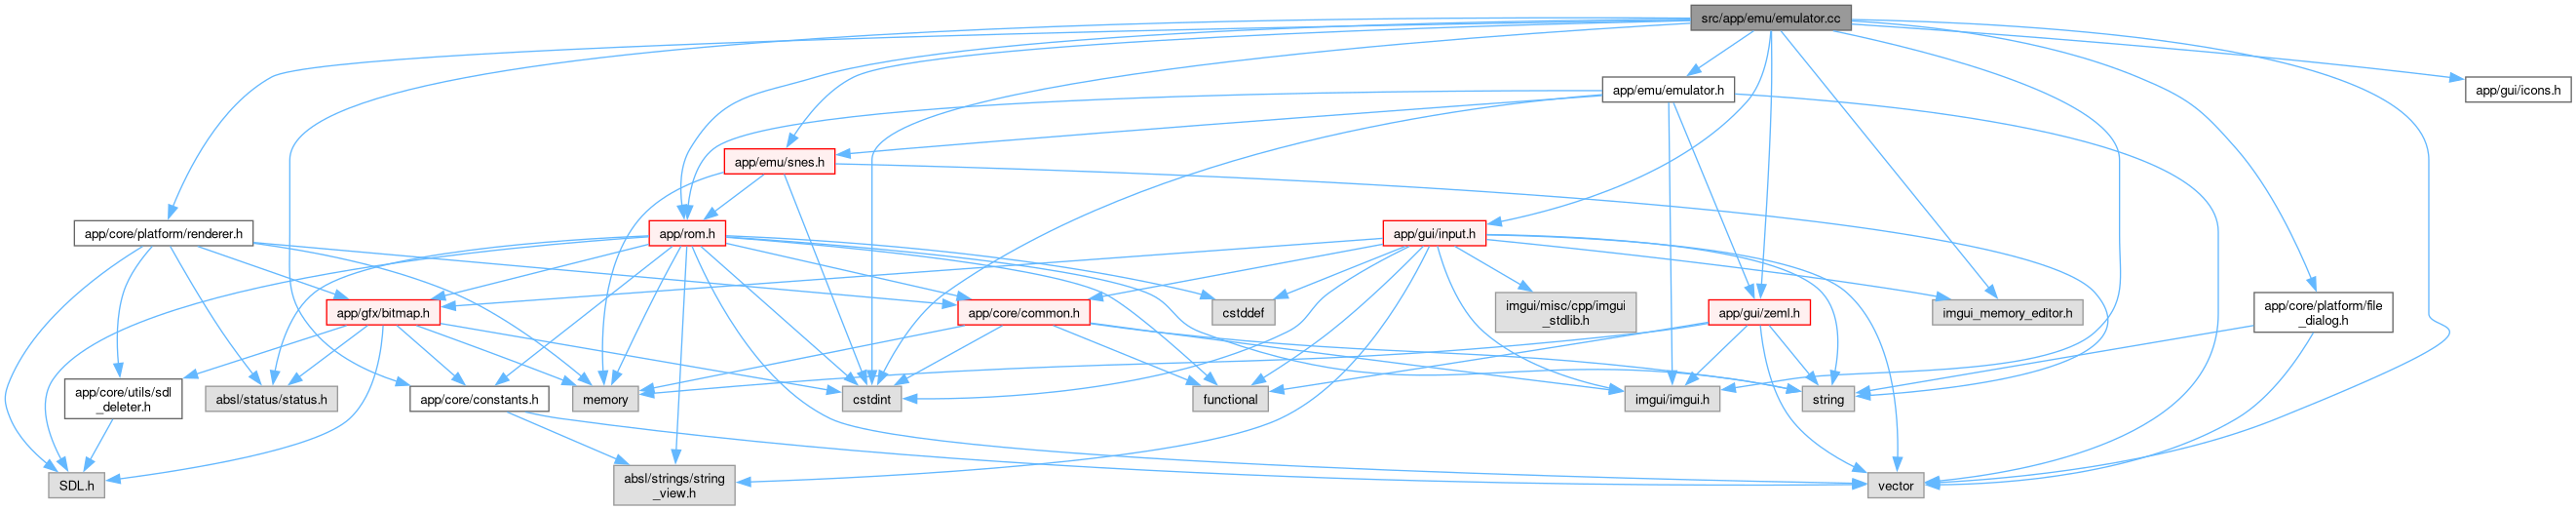 src/app/emu/emulator.cc
app/emu/emulator.h
app/gui/icons.h
app/emu/snes.h
app/core/platform/renderer.h
app/rom.h
app/gui/input.h
app/gfx/bitmap.h
app/core/common.h
cstddef
imgui/misc/cpp/imgui
_stdlib.h
app/gui/zeml.h
imgui_memory_editor.h
app/core/platform/file
_dialog.h
app/core/utils/sdl
_deleter.h
absl/status/status.h
app/core/constants.h
memory
cstdint
functional
imgui/imgui.h
string
SDL.h
absl/strings/string
_view.h
vector